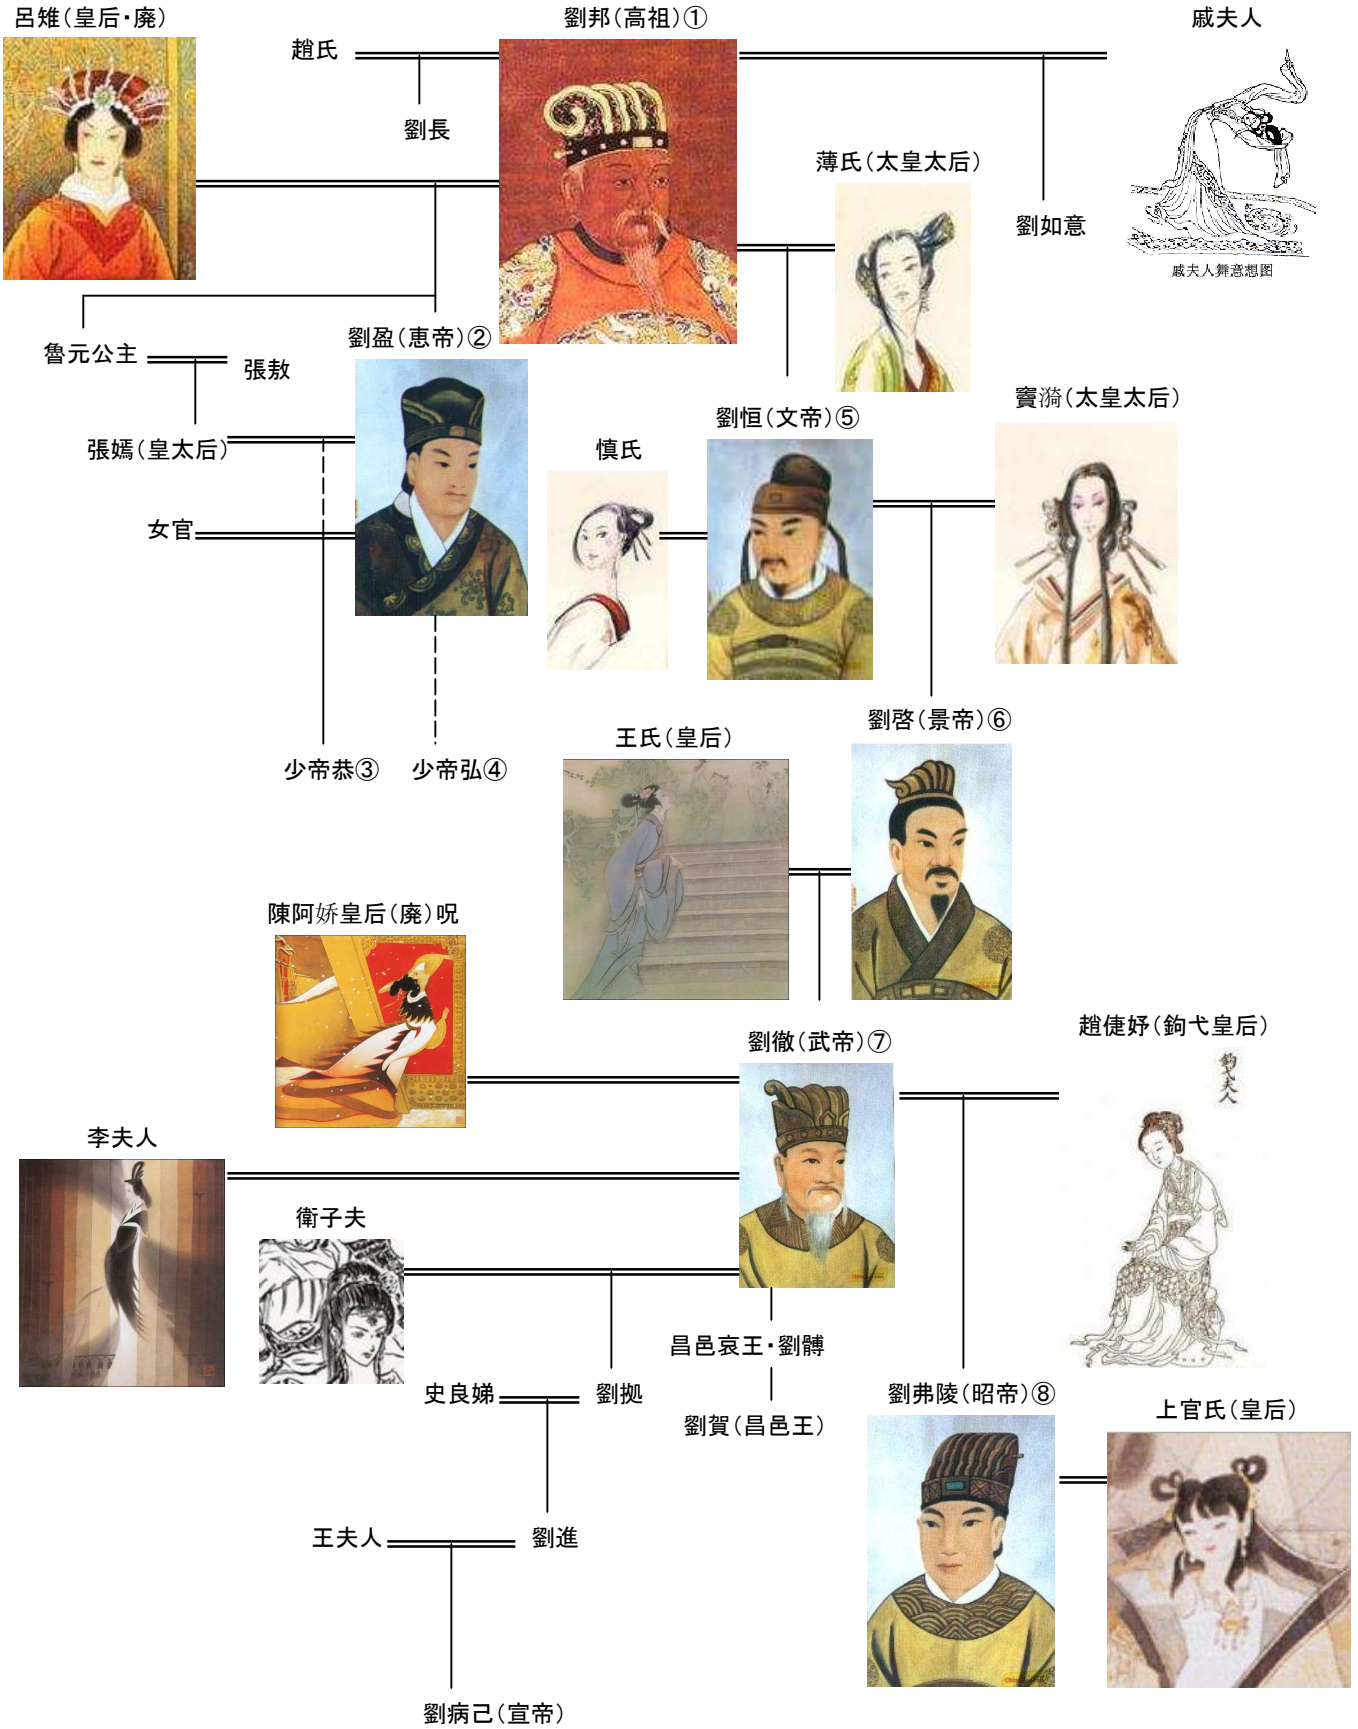 呂雉(皇后・廃)
劉邦(高祖)①
戚夫人
趙氏
劉長
薄氏(太皇太后)
劉如意
戚夫人舞意想图
魯元公主
張敖
劉盈(恵帝)②
張嫣(皇太后)
劉恒(文帝)⑤
竇漪(太皇太后)
慎氏
女官
少帝恭③
少帝弘④
王氏(皇后)
劉啓(景帝)⑥
陳阿娇皇后(廃)呪
劉徹(武帝)⑦
趙倢妤(鉤弋皇后)
鈎弋夫人
李夫人
衛子夫
昌邑哀王・劉髆
史良娣
劉拠
劉賀(昌邑王)
劉弗陵(昭帝)⑧
上官氏(皇后)
王夫人
劉進
劉病己(宣帝)